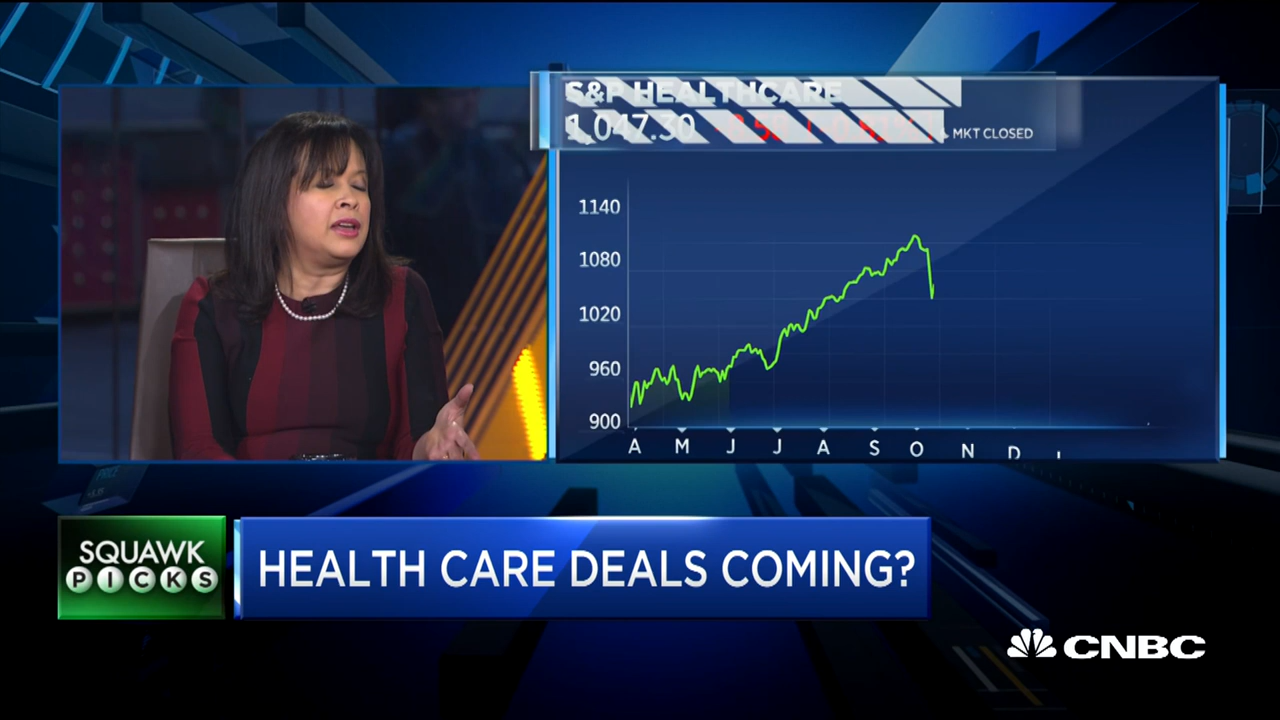 S&P HEALTHCARE
1,047.30
MKT CLOSED
1140
1080
1020
960
900
A M J J A S O N D
SQUAWK
PICKS
HEALTH CARE DEALS COMING?
CNBC